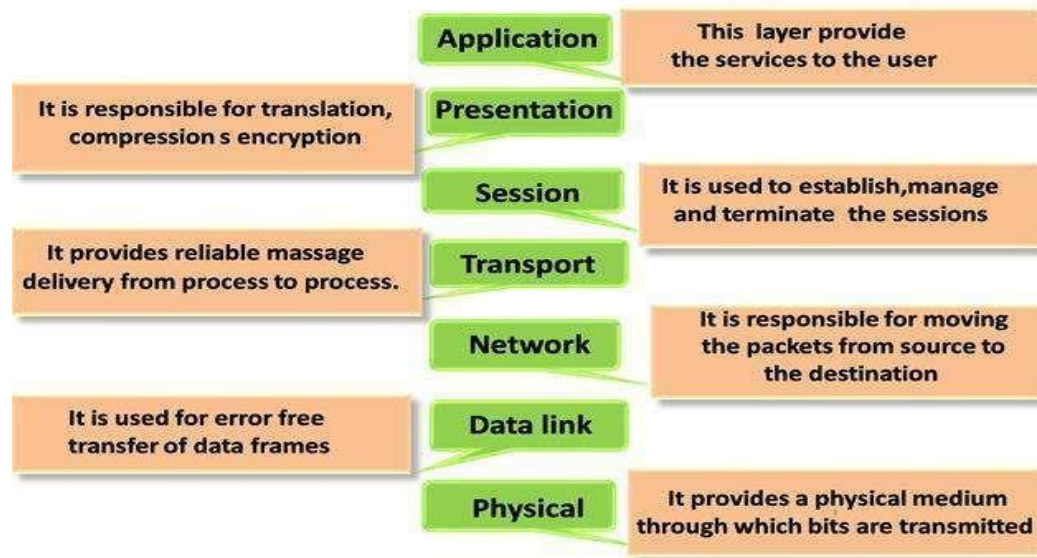 Application
This layer provide
the services to the user
Presentation
It is responsible for translation,
compression s encryption
Session
It is used to establish,manage
and terminate the sessions
Transport
It provides reliable massage
delivery from process to process.
Network
It is responsible for moving
the packets from source to
the destination
Data link
It is used for error free
transfer of data frames
Physical
It provides a physical medium
through which bits are transmitted